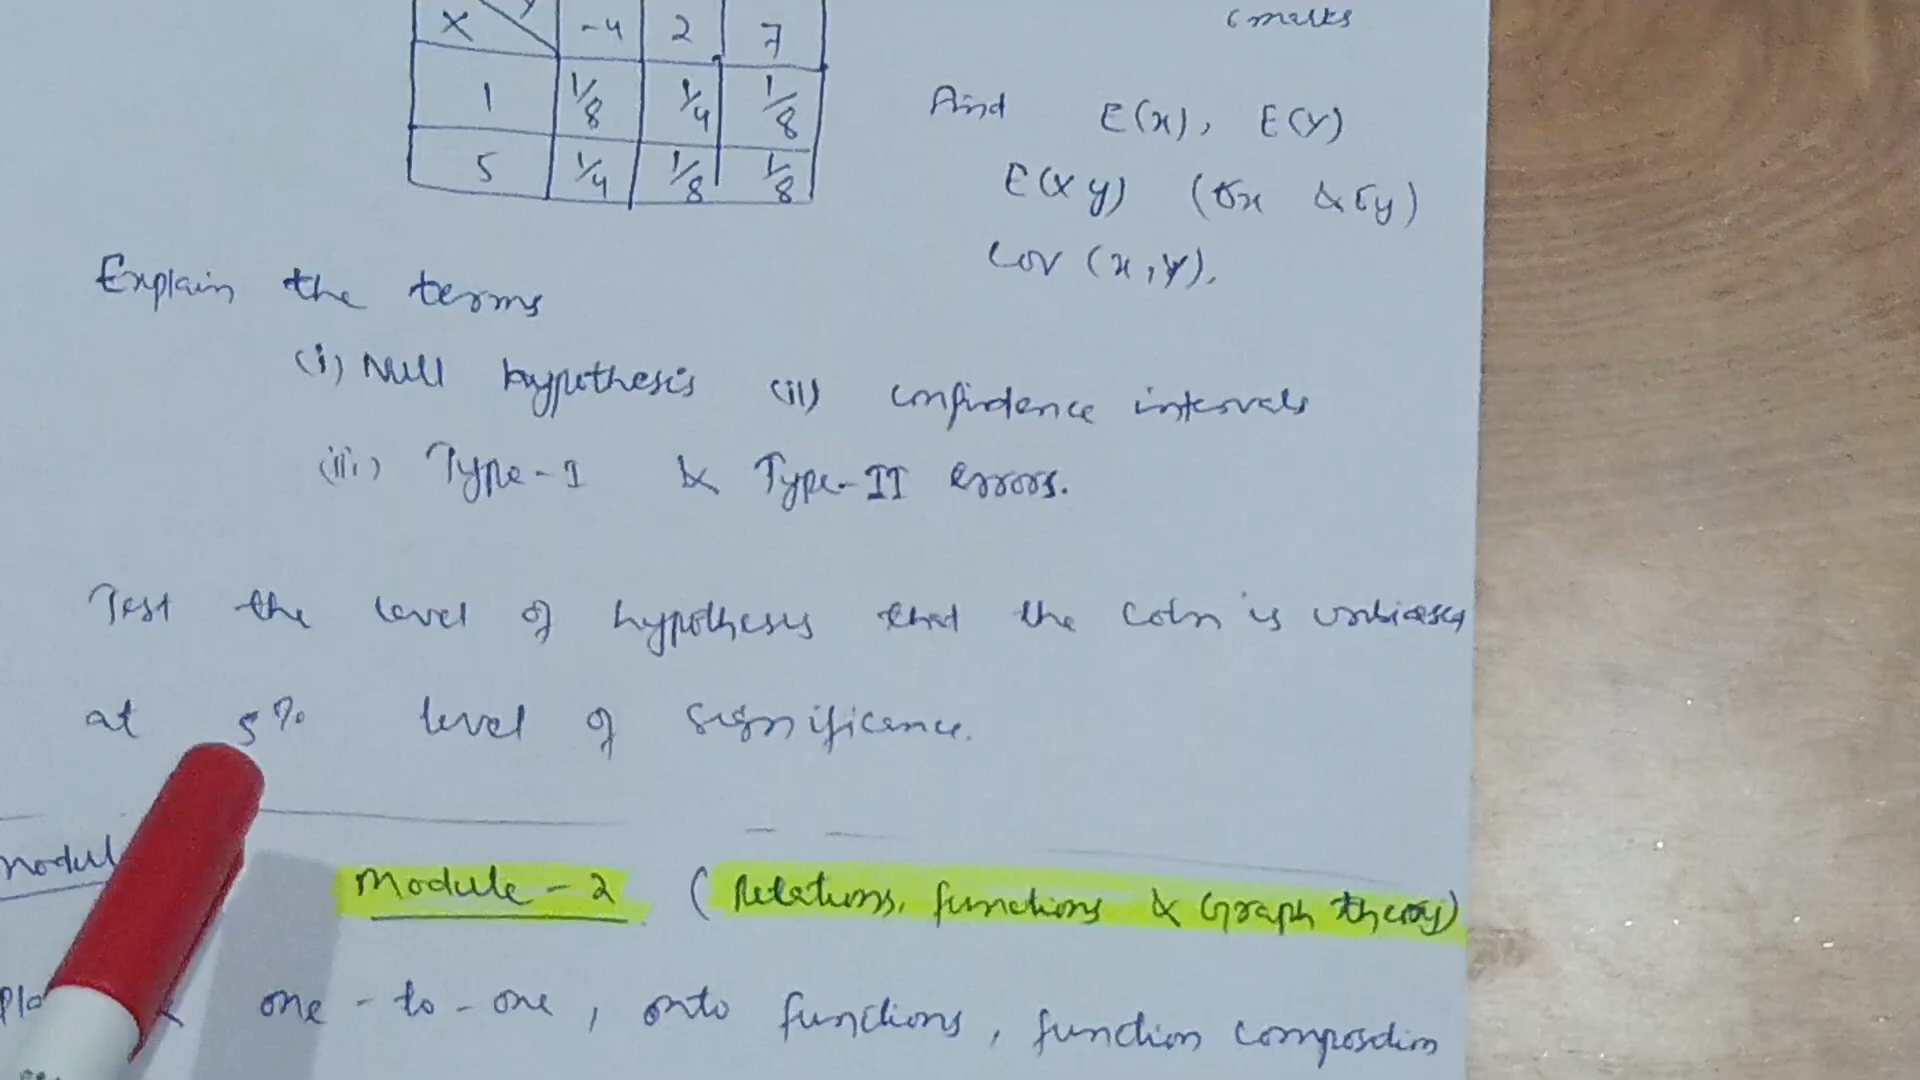 6 marks
X Y -4 2 7
1 1/8 1/4 1/8
5 1/4 1/8 1/8
Find E(x), E(y)
E(xy) (σx & σy)
Cov (x,y).
Explain the terms
(i) Null hypothesis (ii) confidence intervals
(iii) Type-I & Type-II errors.
Test the level of hypothesis that the coin is unbiased
at 5% level of significance.
Module-2 (Relations, functions & Graph theory)
one-to-one, onto functions, function composition